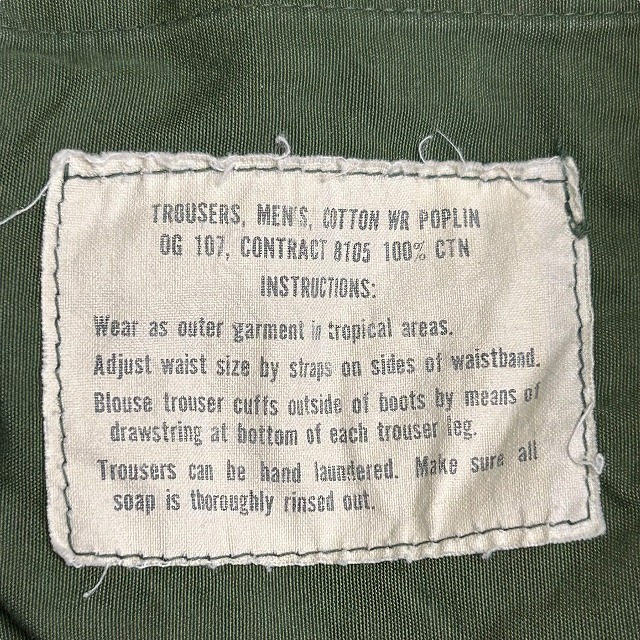 TROUSERS, MEN'S, COTTON WR POPLIN
OG 107, CONTRACT 8105 100% CTN
INSTRUCTIONS:
Wear as outer garment in tropical areas.
Adjust waist size by straps on sides of waistband.
Blouse trouser cuffs outside of boots by means of
drawstring at bottom of each trouser leg.
Trousers can be hand laundered. Make sure all
soap is thoroughly rinsed out.